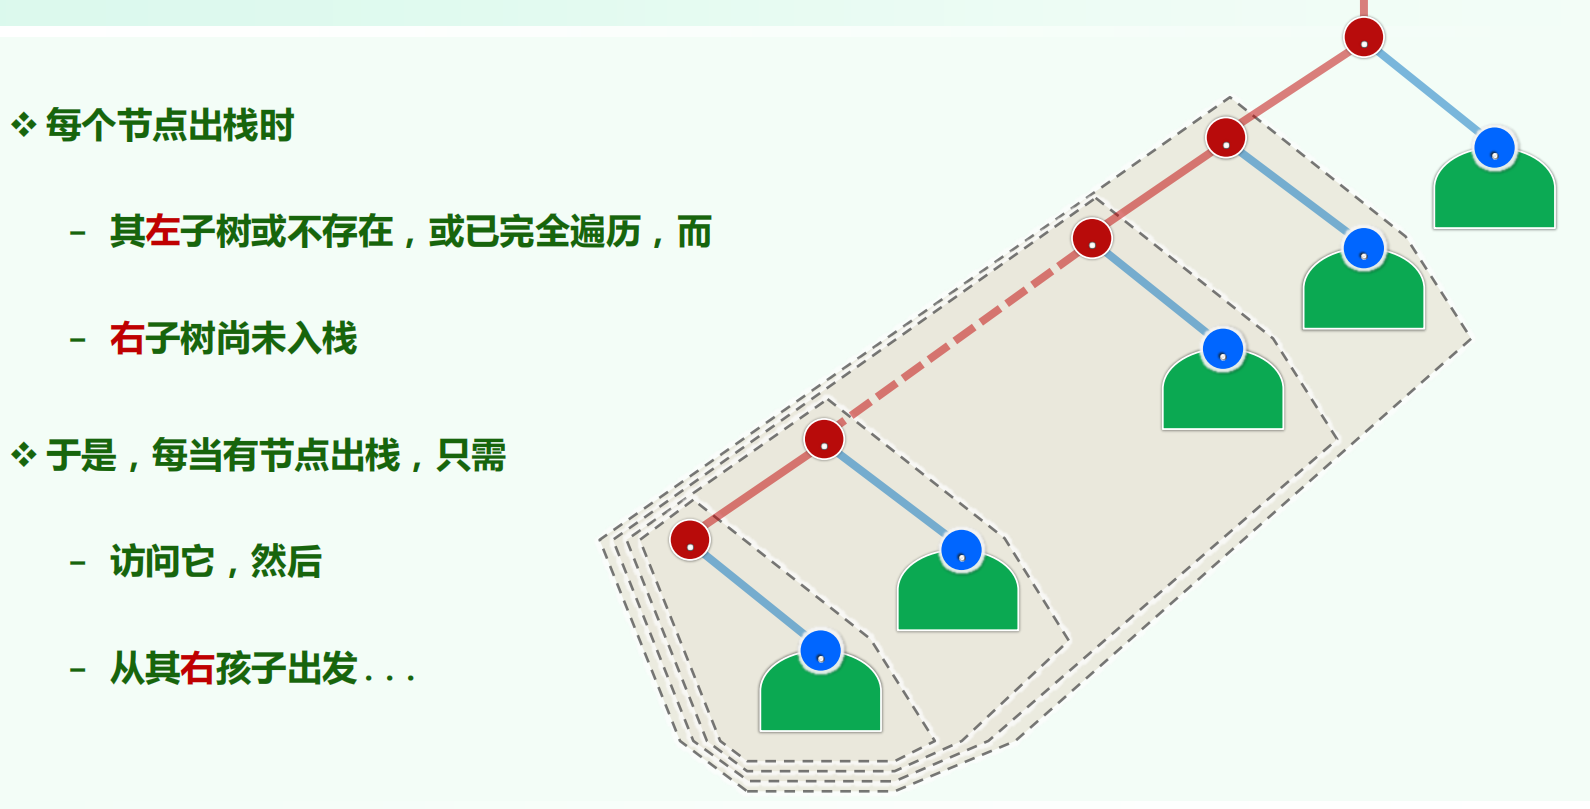 ❖ 每个节点出栈时
– 其左子树或不存在，或已完全遍历，而
– 右子树尚未入栈
❖ 于是，每当有节点出栈，只需
– 访问它，然后
– 从其右孩子出发...